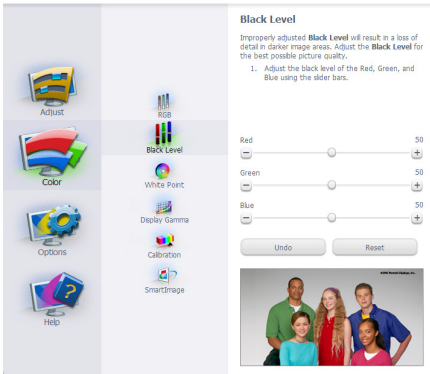 Adjust
Color
Options
Help
RGB
Black Level
White Point
Display Gamma
Calibration
SmartImage
Black Level
Improperly adjusted Black Level will result in a loss of
detail in darker image areas. Adjust the Black Level for
the best possible picture quality.
1. Adjust the black level of the Red, Green, and
Blue using the slider bars.
Red 50
Green 50
Blue 50
Undo Reset